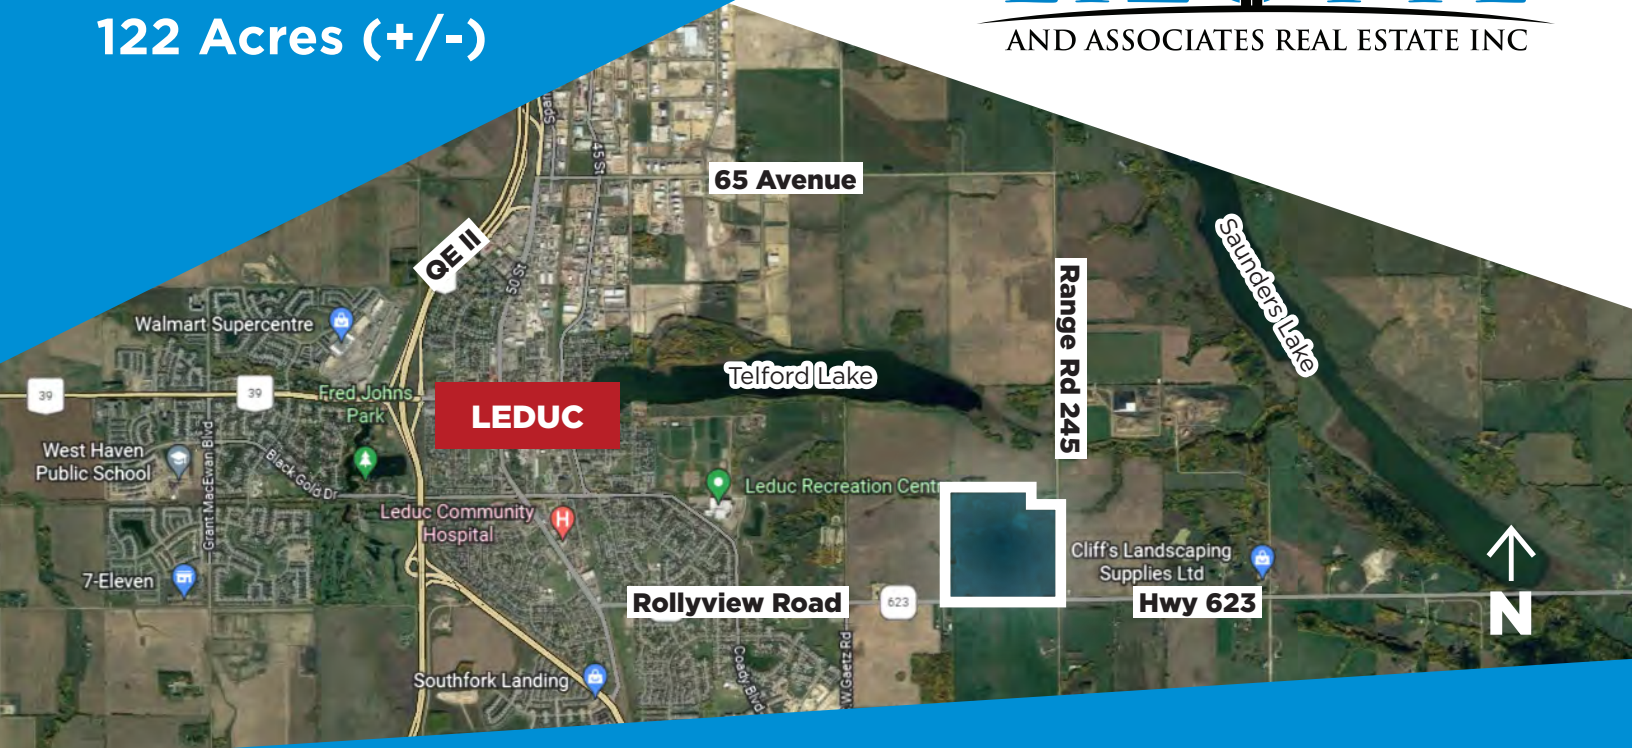 122 Acres (+/-)
AND ASSOCIATES REAL ESTATE INC
45 St
65 Avenue
QE II
50 St
Saunders Lake
Range Rd 245
Walmart Supercentre
Telford Lake
39
39
Fred Johns
Park
LEDUC
West Haven
Public School
Grant MacEwan Blvd
Black Gold Dr
Leduc Recreation Cent
Leduc Community
Hospital
H
Cliff's Landscaping
Supplies Ltd
7-Eleven
Rollyview Road
623
Hwy 623
N
Southfork Landing
Coady Blvd
W.Gaetz Rd